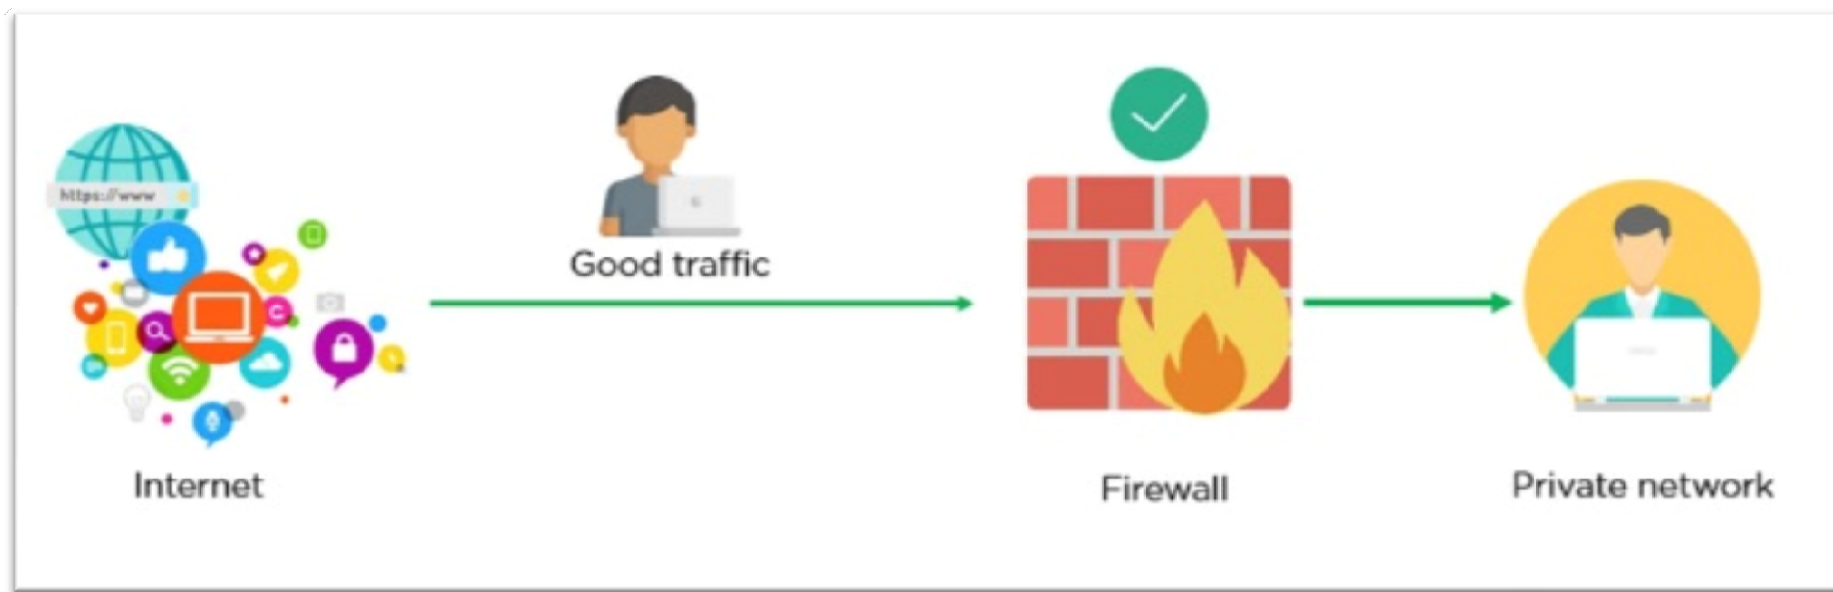 https://www
Good traffic
Internet
Firewall
Private network